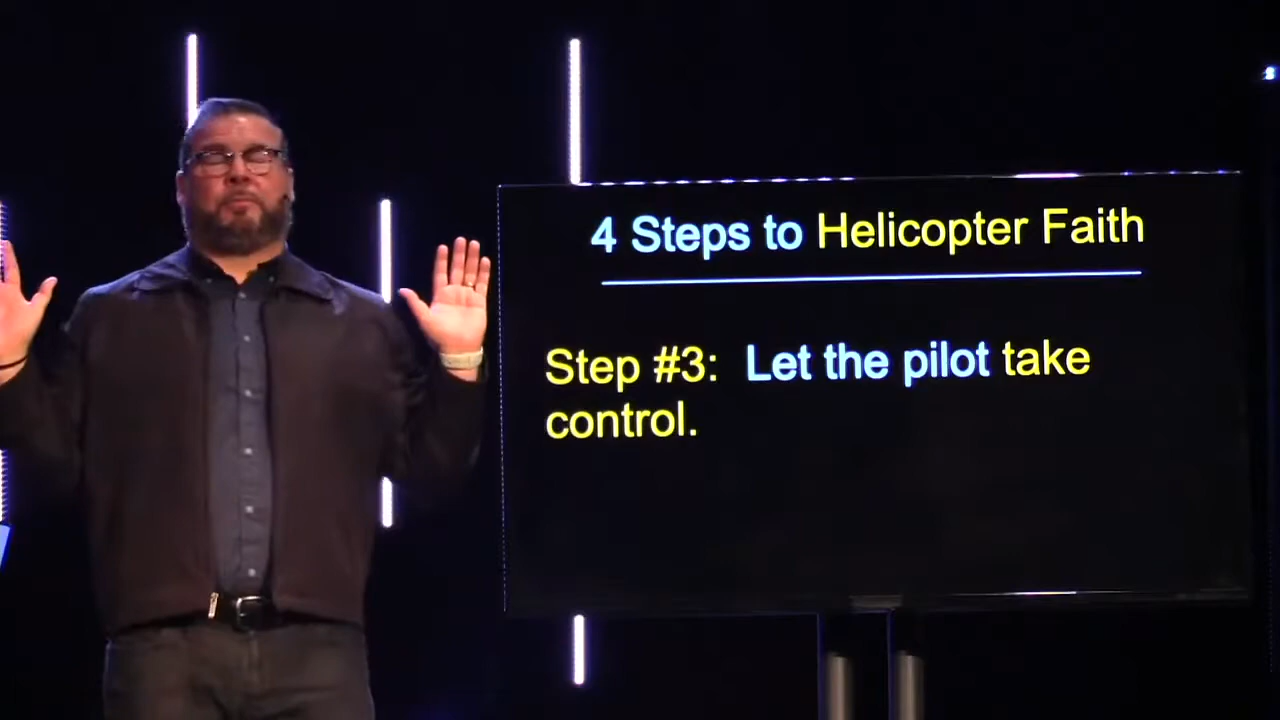 4 Steps to Helicopter Faith
Step #3: Let the pilot take
control.